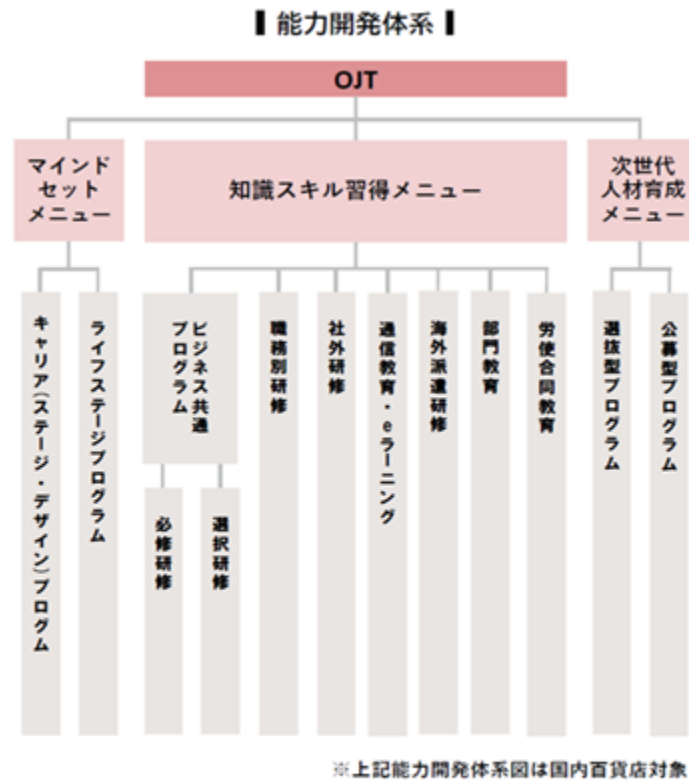 能力開発体系
OJT
マインド
セット
メニュー
知識スキル習得メニュー
次世代
人材育成
メニュー
キャリア(ステージ・デザイン)プログム
ライフステージプログラム
ビジネス共通
プログラム
必修研修
選択研修
職務別研修
社外研修
通信教育・eラーニング
海外派遣研修
部門教育
労使合同教育
選抜型プログラム
公募型プログラム
※上記能力開発体系図は国内百貨店対象